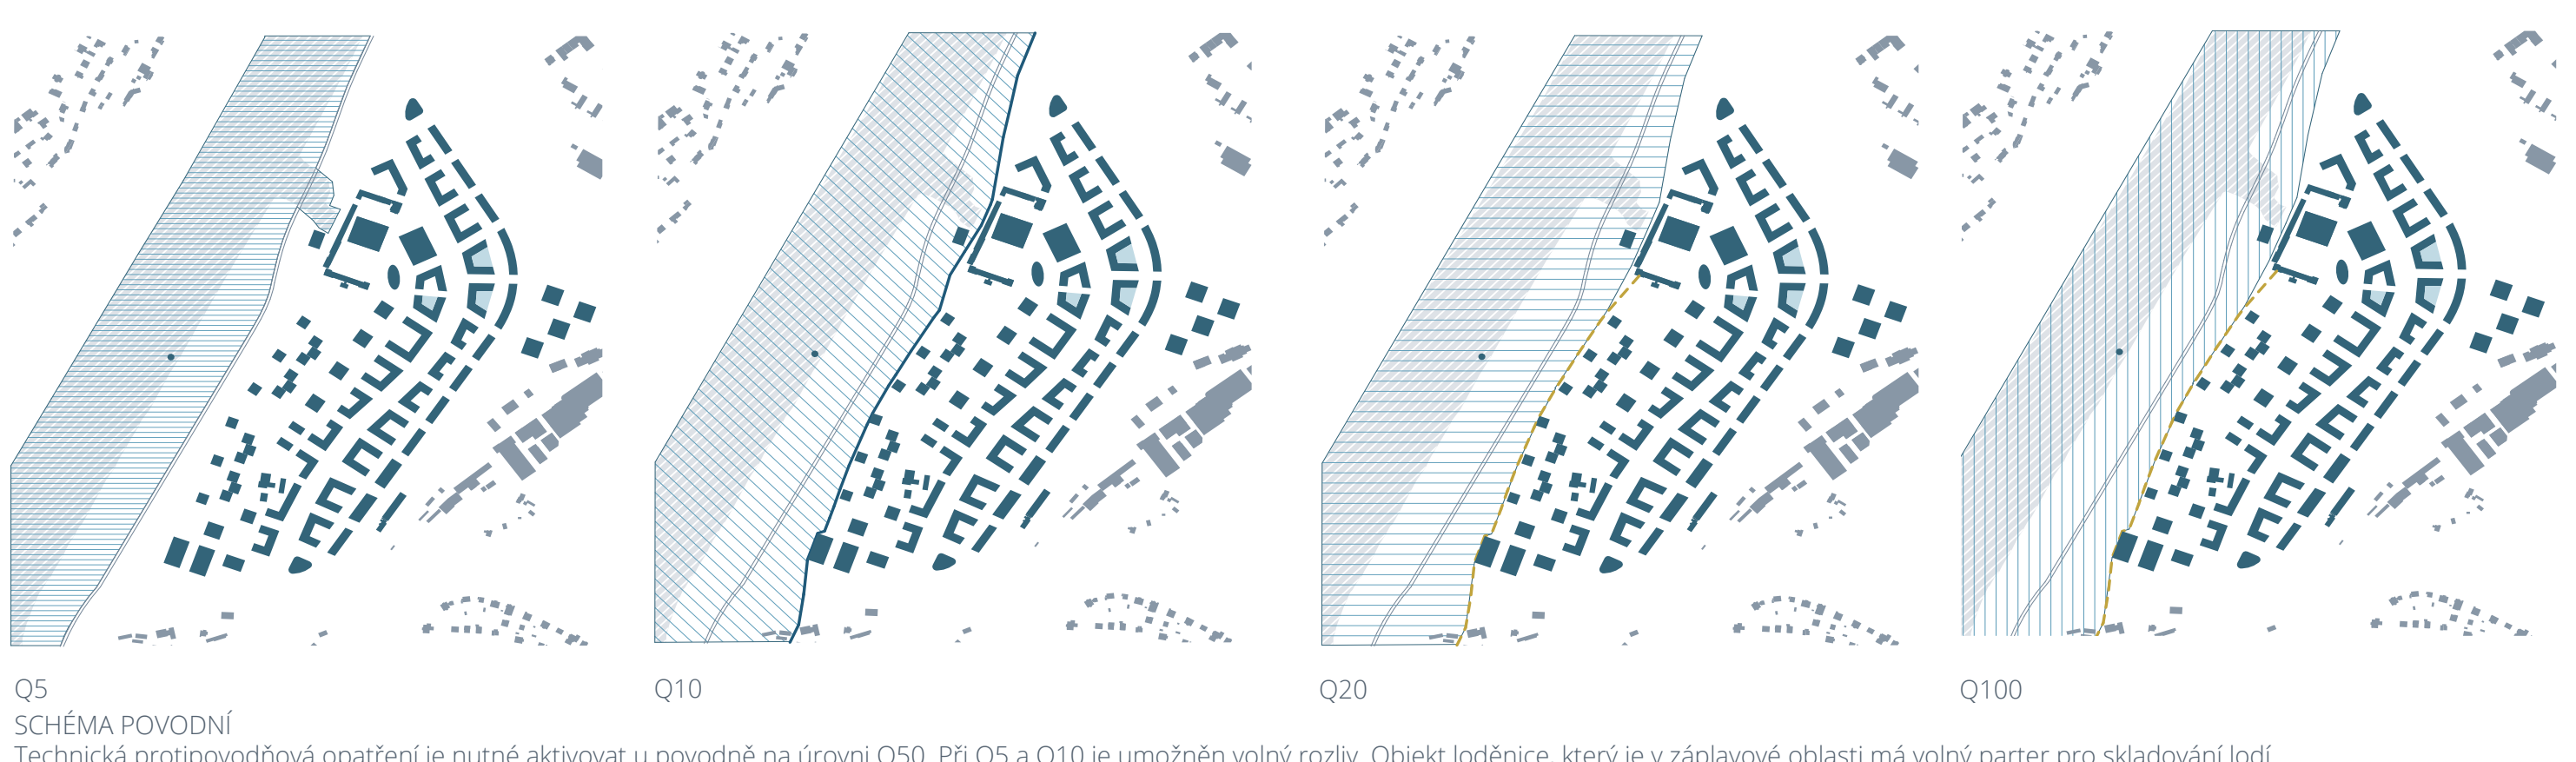 Q5
Q10
Q20
Q100
SCHÉMA POVODNÍ
Technická protipovodňová opatření je nutné aktivovat u povodně na úrovni Q50. Při Q5 a Q10 je umožněn volný rozliv. Objekt loděnice, který je v záplavové oblasti má volný parter pro skladování lodí.